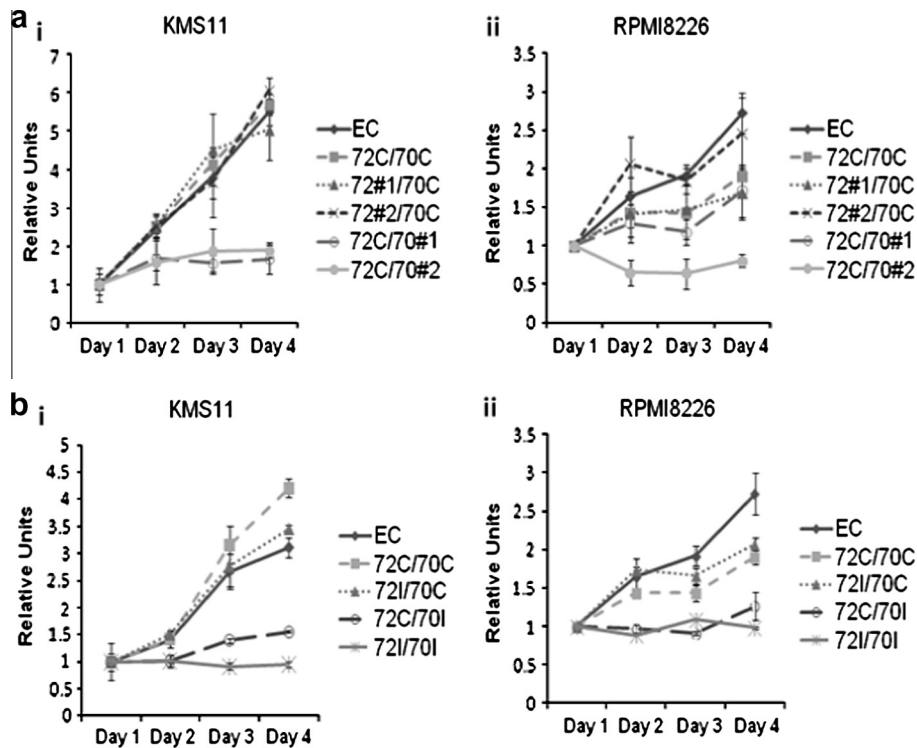 a
i
KMS11
Relative Units
7
6
5
4
3
2
1
0
Day 1 Day 2 Day 3 Day 4
EC
72C/70C
72#1/70C
72#2/70C
72C/70#1
72C/70#2
ii
RPMI8226
Relative Units
3.5
3
2.5
2
1.5
1
0.5
0
Day 1 Day 2 Day 3 Day 4
EC
72C/70C
72#1/70C
72#2/70C
72C/70#1
72C/70#2
b
i
KMS11
Relative Units
5
4.5
4
3.5
3
2.5
2
1.5
1
0.5
0
Day 1 Day 2 Day 3 Day 4
EC
72C/70C
72I/70C
72C/70I
72I/70I
ii
RPMI8226
Relative Units
3.5
3
2.5
2
1.5
1
0.5
0
Day 1 Day 2 Day 3 Day 4
EC
72C/70C
72I/70C
72C/70I
72I/70I